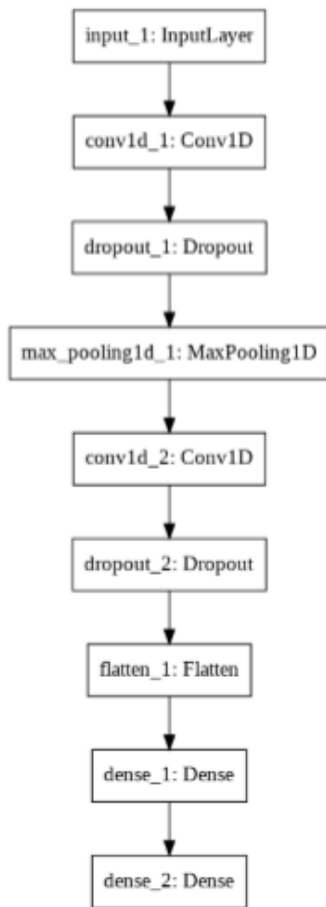 input_1: InputLayer
conv1d_1: Conv1D
dropout_1: Dropout
max_pooling1d_1: MaxPooling1D
conv1d_2: Conv1D
dropout_2: Dropout
flatten_1: Flatten
dense_1: Dense
dense_2: Dense